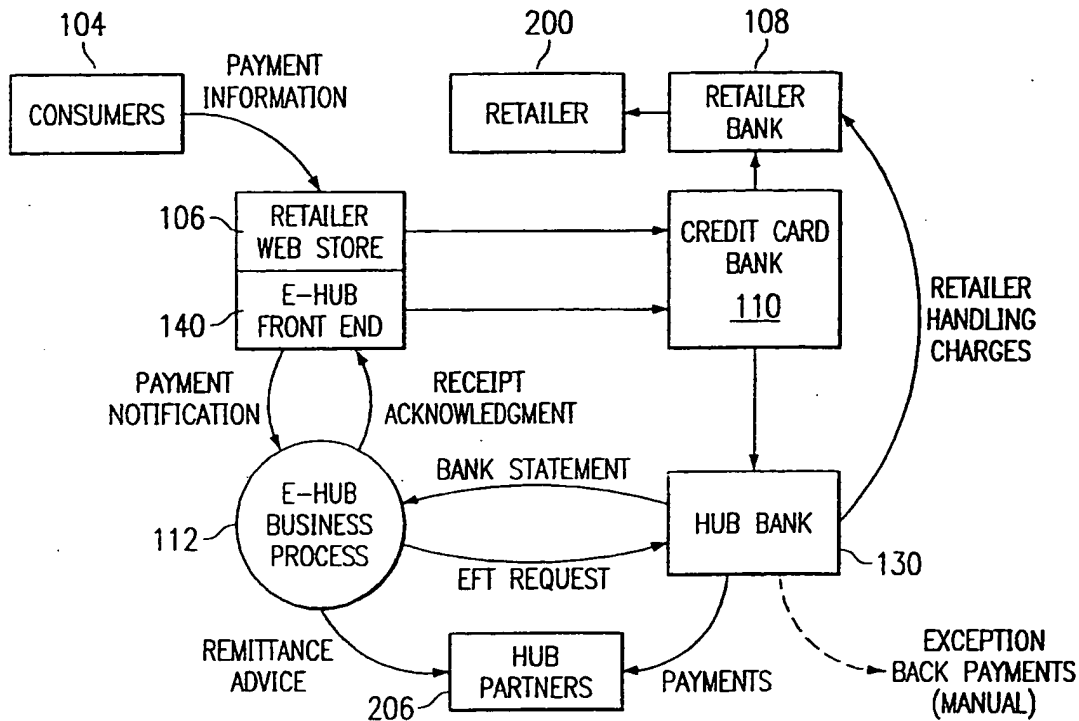 104
200
108
CONSUMERS
PAYMENT
INFORMATION
RETAILER
RETAILER
BANK
106
RETAILER
WEB STORE
CREDIT CARD
BANK
110
140
E-HUB
FRONT END
RETAILER
HANDLING
CHARGES
PAYMENT
NOTIFICATION
RECEIPT
ACKNOWLEDGMENT
BANK STATEMENT
E-HUB
BUSINESS
PROCESS
112
HUB BANK
130
EFT REQUEST
REMITTANCE
ADVICE
HUB
PARTNERS
206
PAYMENTS
EXCEPTION
BACK PAYMENTS
(MANUAL)